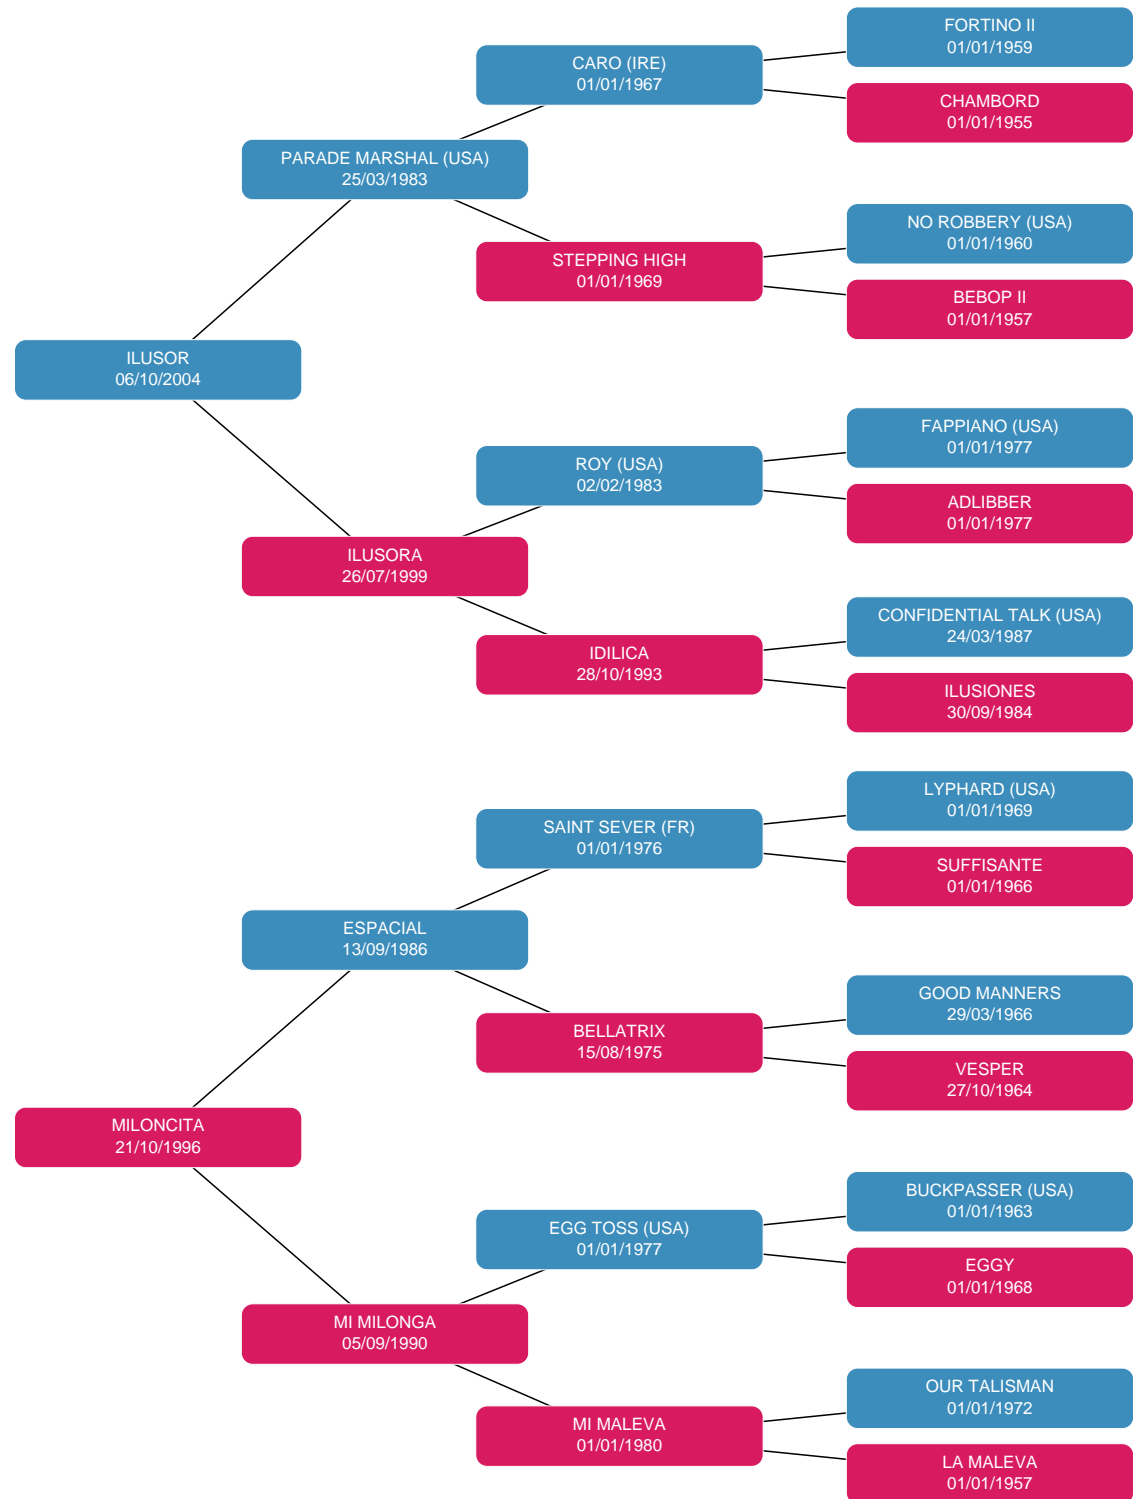 FORTINO II
01/01/1959
CARO (IRE)
01/01/1967
CHAMBORD
01/01/1955
PARADE MARSHAL (USA)
25/03/1983
NO ROBBERY (USA)
01/01/1960
STEPPING HIGH
01/01/1969
BEBOP II
01/01/1957
ILUSOR
06/10/2004
FAPPIANO (USA)
01/01/1977
ROY (USA)
02/02/1983
ADLIBBER
01/01/1977
ILUSORA
26/07/1999
CONFIDENTIAL TALK (USA)
24/03/1987
IDILICA
28/10/1993
ILUSIONES
30/09/1984
LYPHARD (USA)
01/01/1969
SAINT SEVER (FR)
01/01/1976
SUFFISANTE
01/01/1966
ESPACIAL
13/09/1986
GOOD MANNERS
29/03/1966
BELLATRIX
15/08/1975
VESPER
27/10/1964
MILONCITA
21/10/1996
BUCKPASSER (USA)
01/01/1963
EGG TOSS (USA)
01/01/1977
EGGY
01/01/1968
MI MILONGA
05/09/1990
OUR TALISMAN
01/01/1972
MI MALEVA
01/01/1980
LA MALEVA
01/01/1957